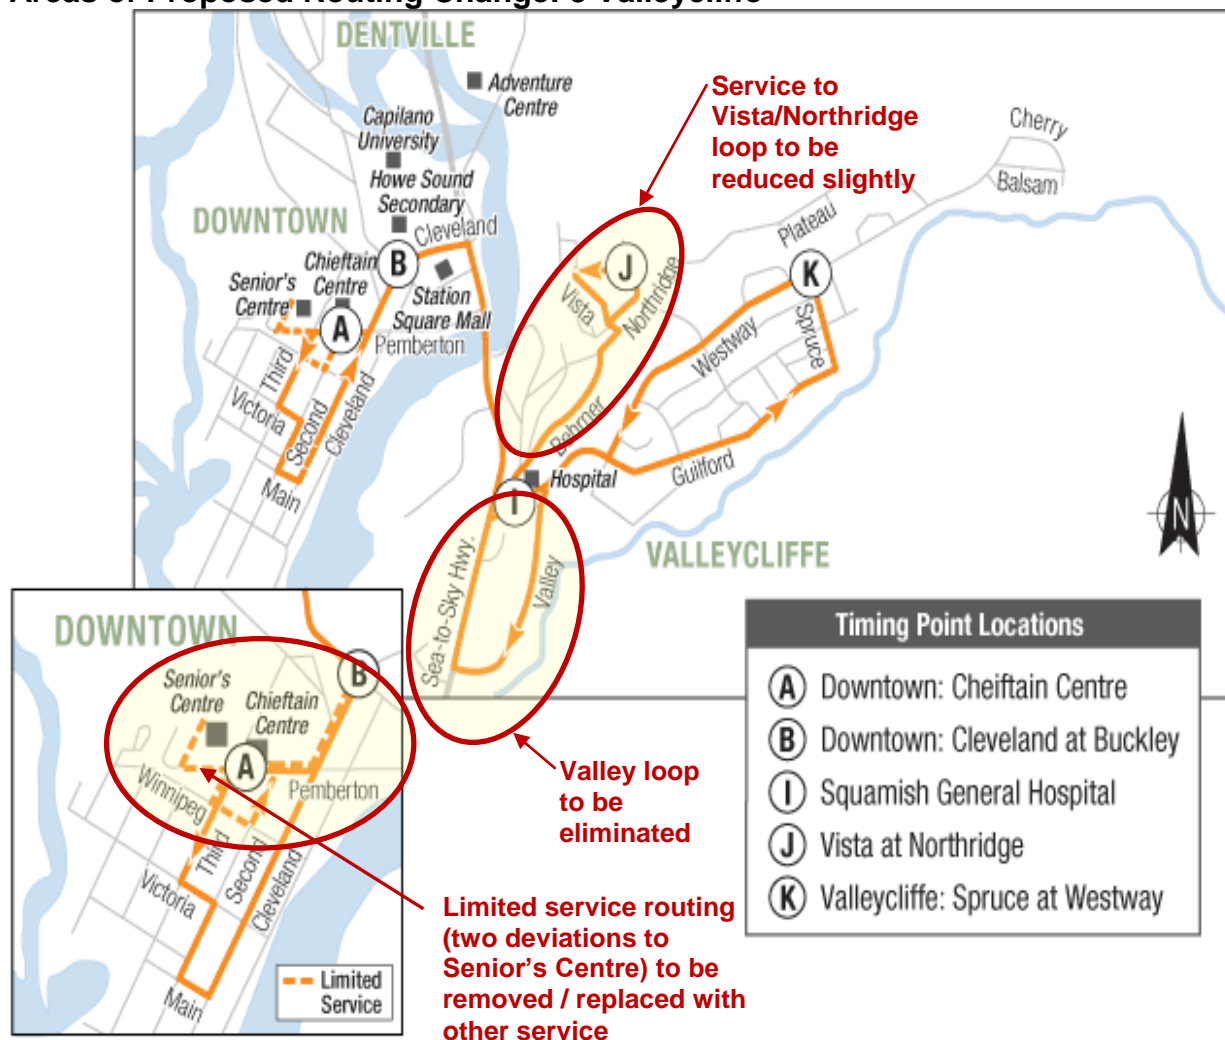 Areas of Proposed Routing Change: 3 Valleycliffe
DENTVILLE
Adventure
Centre
Capilano
University
Howe Sound
Secondary
DOWNTOWN
Cleveland
B
Chieftain
Centre
Senior's
Centre
A
Station
Square Mall
Pemberton
Third
Victoria
Second
Cleveland
Main
Service to
Vista/Northridge
loop to be
reduced slightly
Cherry
Balsam
Plateau
J
K
Vista
Northridge
Westway
Spruce
Behrner
Guilford
Hospital
I
Sea-to-Sky Hwy.
Valley
VALLEYCLIFFE
N
DOWNTOWN
B
Senior's
Centre
Chieftain
Centre
A
Pemberton
Winnipeg
Third
Second
Cleveland
Victoria
Main
Limited
Service
Valley loop
to be
eliminated
Limited service routing
(two deviations to
Senior's Centre) to be
removed / replaced with
other service
Timing Point Locations
A Downtown: Cheiftain Centre
B Downtown: Cleveland at Buckley
I Squamish General Hospital
J Vista at Northridge
K Valleycliffe: Spruce at Westway